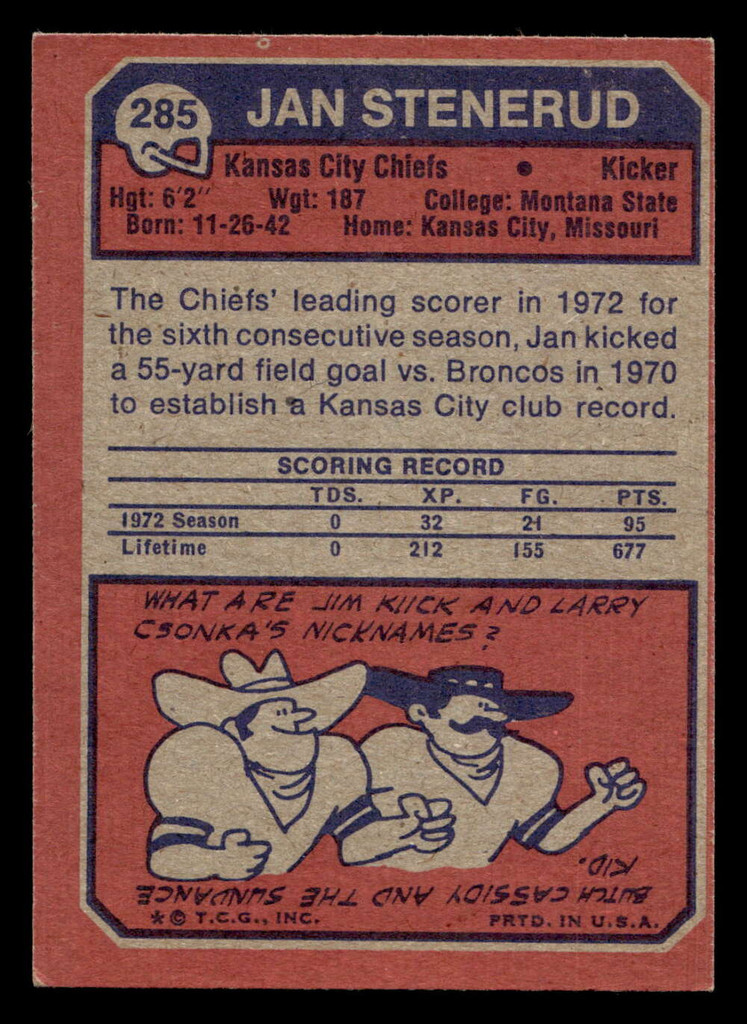 285 JAN STENERUD
Kansas City Chiefs • Kicker
Hgt: 6'2" Wgt: 187 College: Montana State
Born: 11-26-42 Home: Kansas City, Missouri
The Chiefs' leading scorer in 1972 for
the sixth consecutive season, Jan kicked
a 55-yard field goal vs. Broncos in 1970
to establish a Kansas City club record.
SCORING RECORD
TDS. XP. FG. PTS.
1972 Season 0 32 21 95
Lifetime 0 212 155 677
WHAT ARE JIM KIICK AND LARRY
CSONKA'S NICKNAMES?
BUTCH CASSIDY AND THE SUNDANCE
KID.
* © T.C.G., INC. PRTD. IN U.S.A.